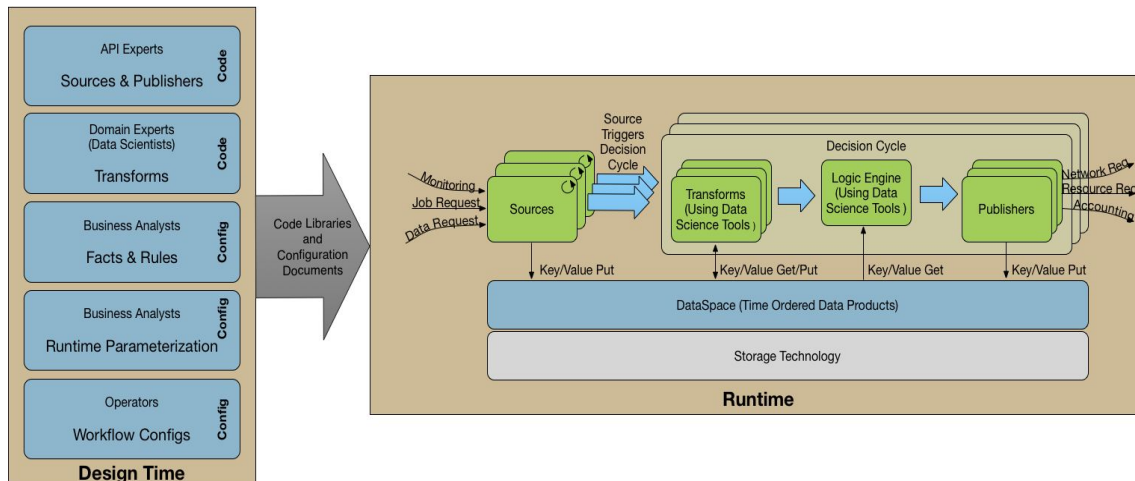 API Experts
Sources & Publishers
Code
Domain Experts
(Data Scientists)
Transforms
Code
Business Analysts
Facts & Rules
Config
Business Analysts
Runtime Parameterization
Config
Operators
Workflow Configs
Config
Design Time
Code Libraries
and
Configuration
Documents
Monitoring
Job Request
Data Request
Sources
Source
Triggers
Decision
Cycle
Decision Cycle
Transforms
(Using Data
Science Tools )
Logic Engine
(Using Data
Science Tools )
Publishers
Network Req
Resource Req
Accounting
Key/Value Put
Key/Value Get/Put
Key/Value Get
Key/Value Put
DataSpace (Time Ordered Data Products)
Storage Technology
Runtime